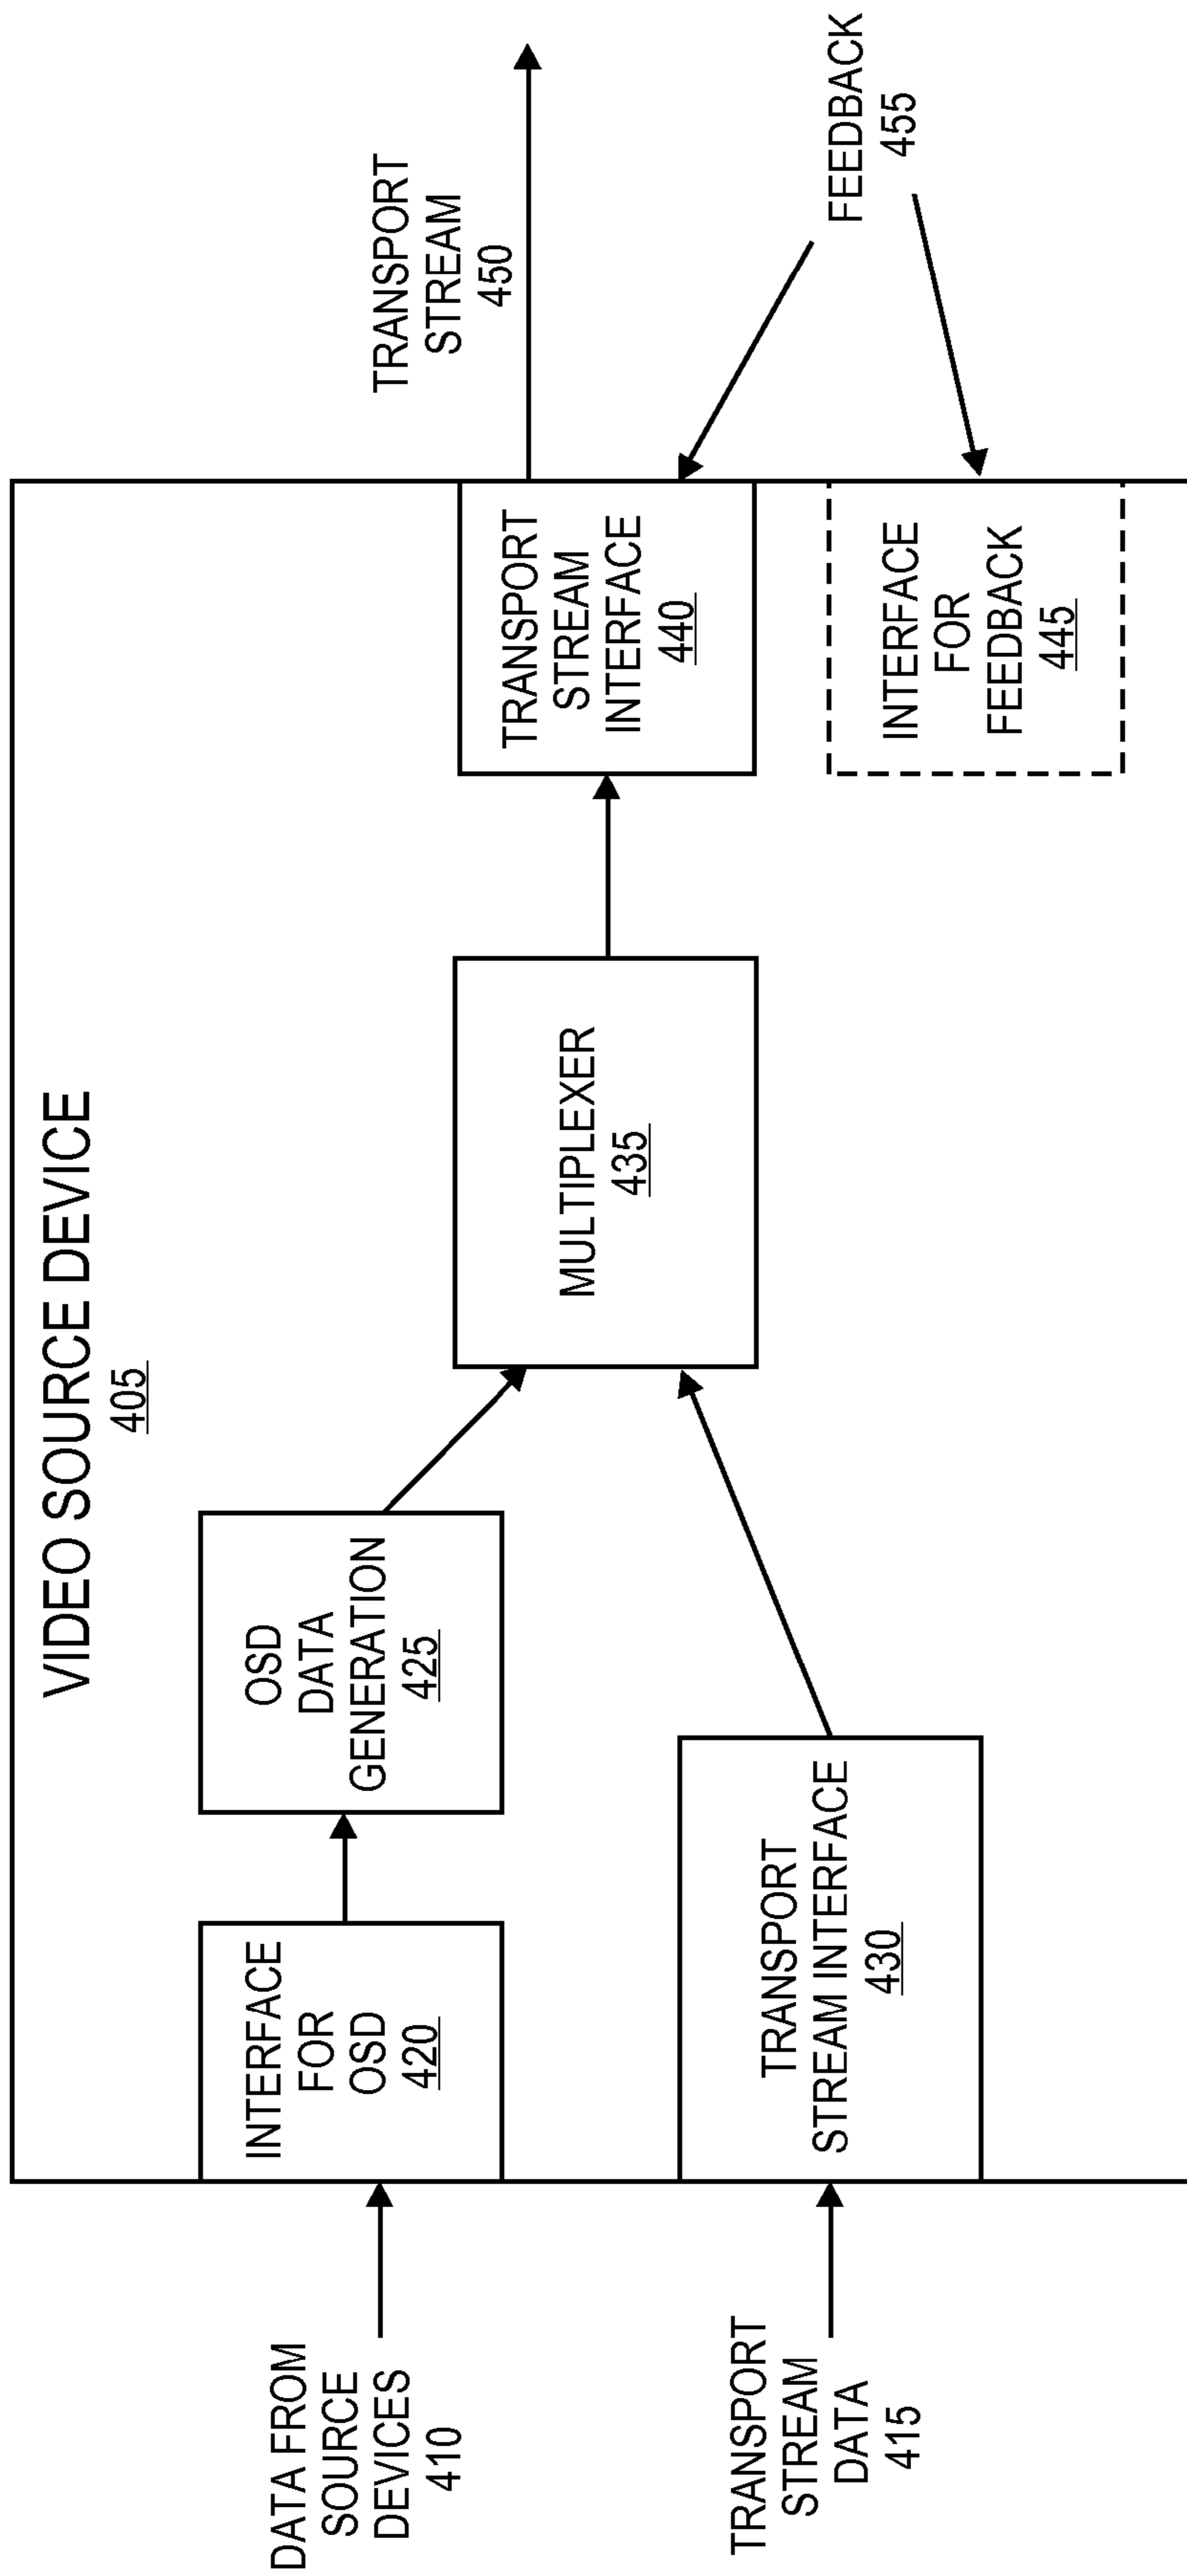 VIDEO SOURCE DEVICE
405
DATA FROM
SOURCE
DEVICES
410
INTERFACE
FOR
OSD
420
OSD
DATA
GENERATION
425
TRANSPORT
STREAM
DATA
415
TRANSPORT
STREAM INTERFACE
430
MULTIPLEXER
435
TRANSPORT
STREAM
INTERFACE
440
INTERFACE
FOR
FEEDBACK
445
TRANSPORT
STREAM
450
FEEDBACK
455